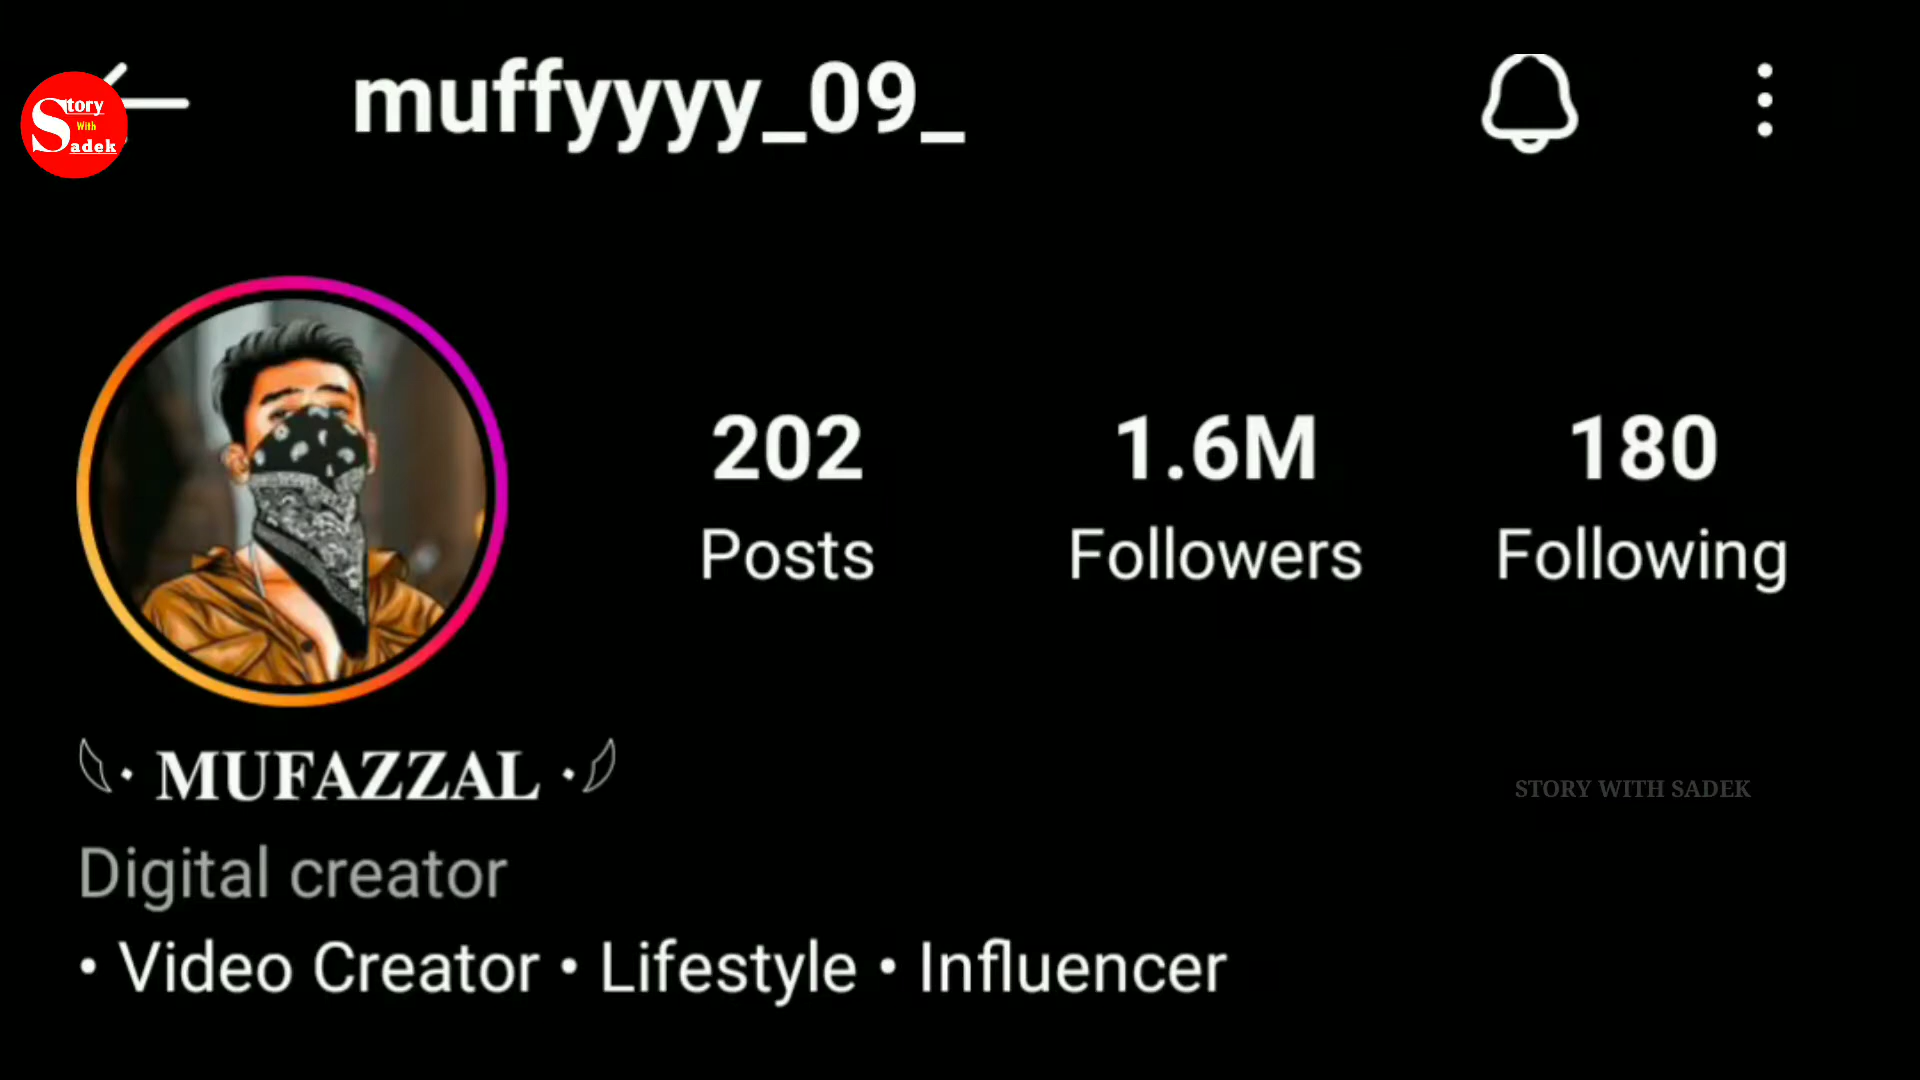 Story
With
Sadek
muffyyyy_09_
202
Posts
1.6M
Followers
180
Following
• MUFAZZAL •
STORY WITH SADEK
Digital creator
• Video Creator • Lifestyle • Influencer